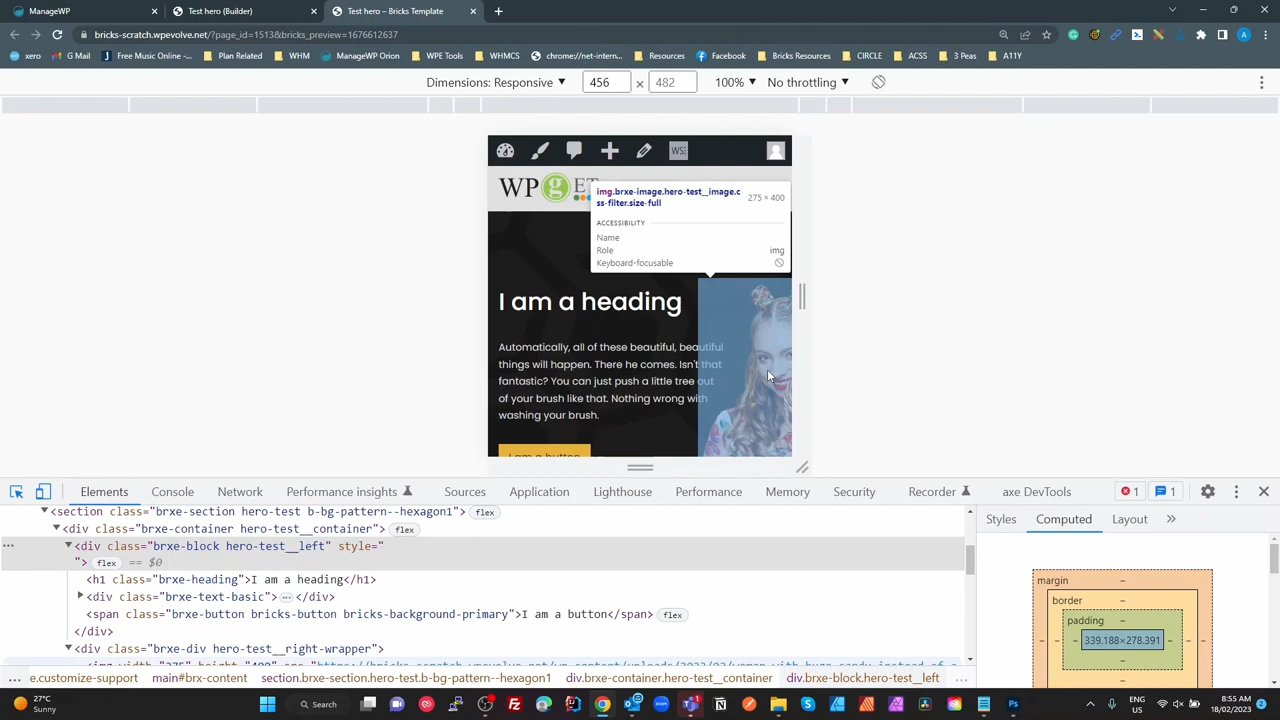 ManageWP
Test hero (Builder)
Test hero – Bricks Template
bricks-scratch.wpevolve.net/?page_id=1513&bricks_preview=1676612637
xero
G Mail
Journal - Free Onli...
Plan Related
WHM
ManageWP Orion
WPE Tools
WHMCS
chrome://net-intern...
Resources
Facebook
Bricks Resources
CIRCLE
ACSS
3 Peas
A11Y
Dimensions: Responsive
456 × 482
100%
No throttling
WP
img.brxe-image.hero-test__image.c
ss-filter.size-full
275 × 400
ACCESSIBILITY
Name
Role img
Keyboard-focusable
I am a heading
Automatically, all of these beautiful, beautiful
things will happen. There he comes. Isn't that
fantastic? You can just push a little tree out
of your brush like that. Nothing wrong with
washing your brush.
I am a button
Elements
Console
Network
Performance insights
Sources
Application
Lighthouse
Performance
Memory
Security
Recorder
axe DevTools
1
1
<section class="brxe-section hero-test b-bg-pattern--hexagon1"> flex
<div class="brxe-container hero-test__container"> flex
<div class="brxe-block hero-test__left" style="
"> flex == $0
<h1 class="brxe-heading">I am a heading</h1>
<div class="brxe-text-basic"> … </div>
<span class="brxe-button bricks-button bricks-background-primary">I am a button</span> flex
</div>
<div class="brxe-div hero-test__right-wrapper">
e.customize-support
main#brx-content
section.brxe-section.hero-test.b-bg-pattern--hexagon1
div.brxe-container.hero-test__container
div.brxe-block.hero-test__left
Styles
Computed
Layout
margin
border
padding
339.188×278.391
27°C
Sunny
Search
ENG
US
8:55 AM
18/02/2023